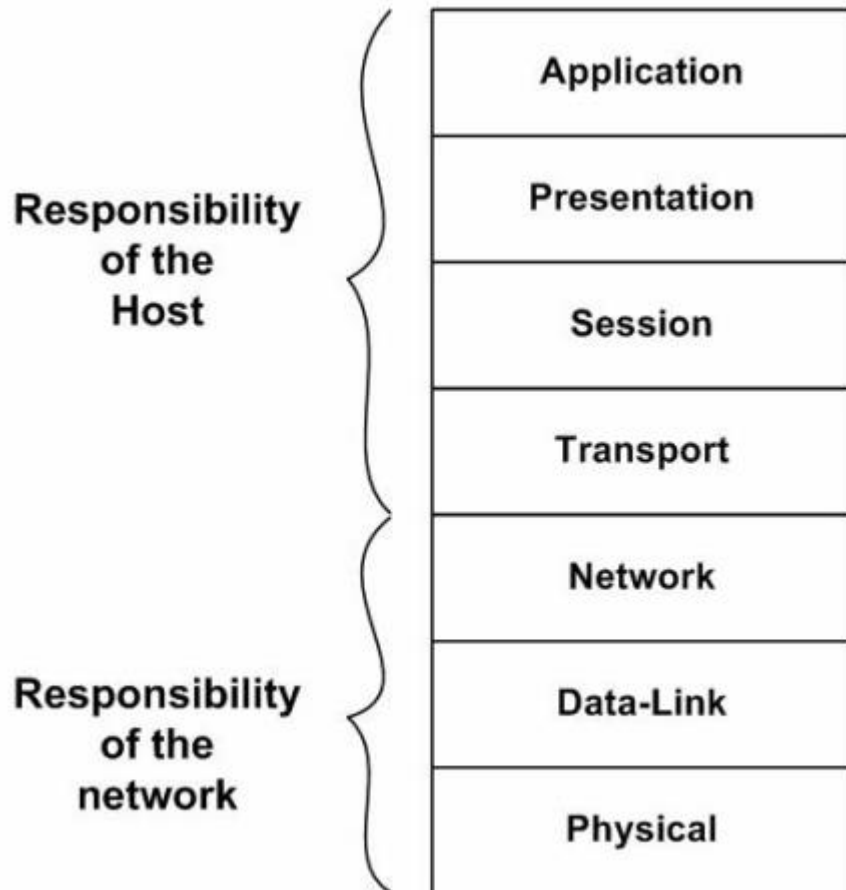 Responsibility
of the
Host
Application
Presentation
Session
Transport
Responsibility
of the
network
Network
Data-Link
Physical